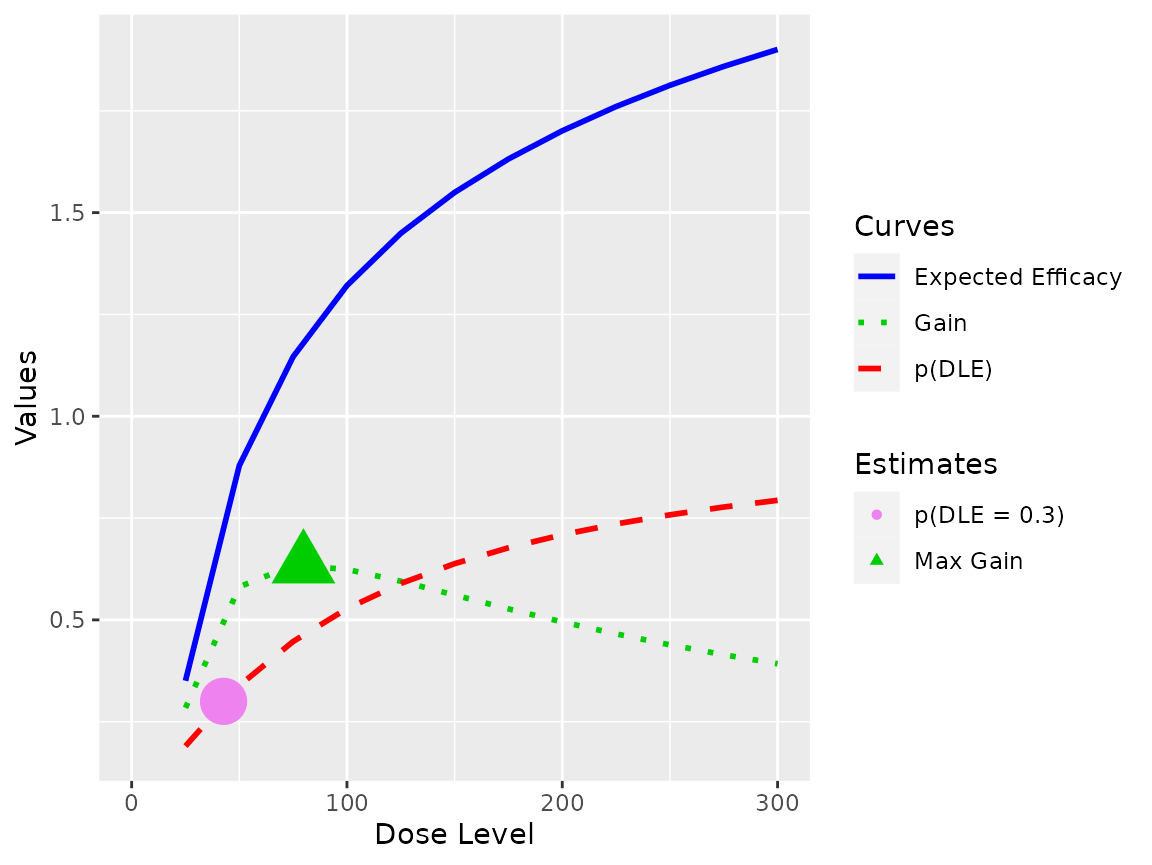 Values
1.5
1.0
0.5
0
100
200
300
Dose Level
Curves
Expected Efficacy
Gain
p(DLE)
Estimates
p(DLE = 0.3)
Max Gain